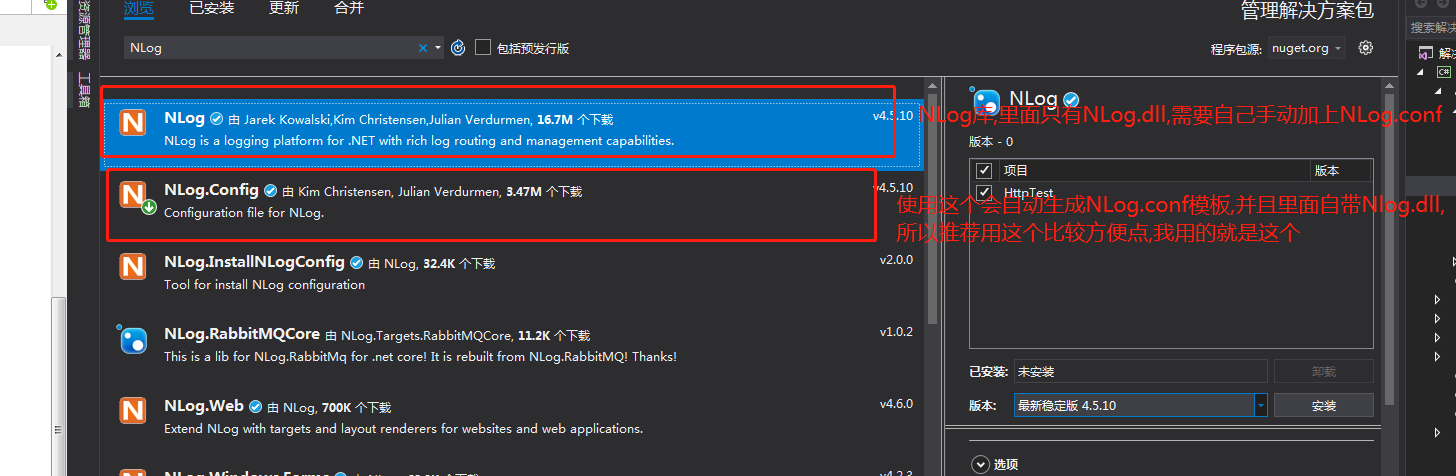 资源管理器
工具箱
浏览 已安装 更新 合并
管理解决方案包
NLog
包括预发行版
程序包源: nuget.org
搜索解决
NLog 由 Jarek Kowalski,Kim Christensen,Julian Verdurmen, 16.7M 个下载 v4.5.10
NLog is a logging platform for .NET with rich log routing and management capabilities.
NLog.Config 由 Kim Christensen, Julian Verdurmen, 3.47M 个下载 v4.5.10
Configuration file for NLog.
NLog.InstallNLogConfig 由 NLog, 32.4K 个下载 v2.0.0
Tool for install NLog configuration
NLog.RabbitMQCore 由 NLog.Targets.RabbitMQCore, 11.2K 个下载 v1.0.2
This is a lib for NLog.RabbitMq for .net core! It is rebuilt from NLog.RabbitMQ! Thanks!
NLog.Web 由 NLog, 700K 个下载 v4.6.0
Extend NLog with targets and layout renderers for websites and web applications.
NLog
NLog库,里面只有NLog.dll,需要自己手动加上NLog.conf
版本 - 0
项目 版本
HttpTest
使用这个会自动生成NLog.conf模板,并且里面自带Nlog.dll,
所以推荐用这个比较方便点,我用的就是这个
已安装: 未安装 卸载
版本: 最新稳定版 4.5.10 安装
选项
解决
C#